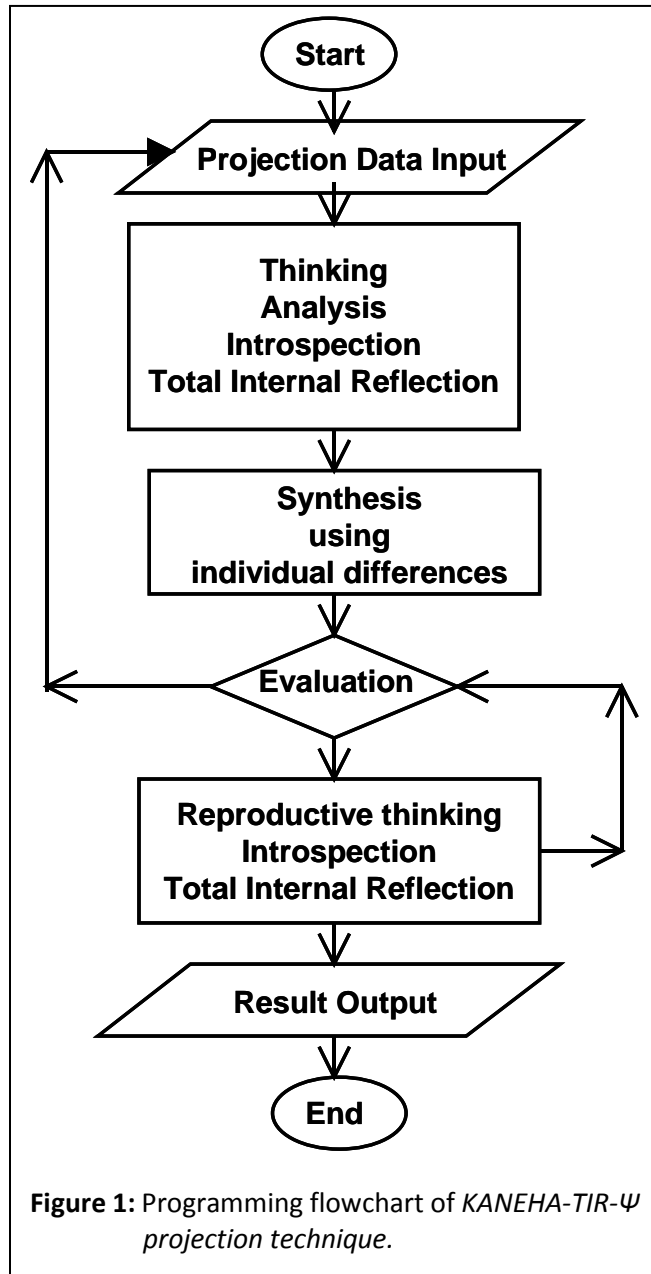 Start
Projection Data Input
Thinking
Analysis
Introspection
Total Internal Reflection
Synthesis
using
individual differences
Evaluation
Reproductive thinking
Introspection
Total Internal Reflection
Result Output
End
Figure 1: Programming flowchart of KANEHA-TIR-Ψ
projection technique.